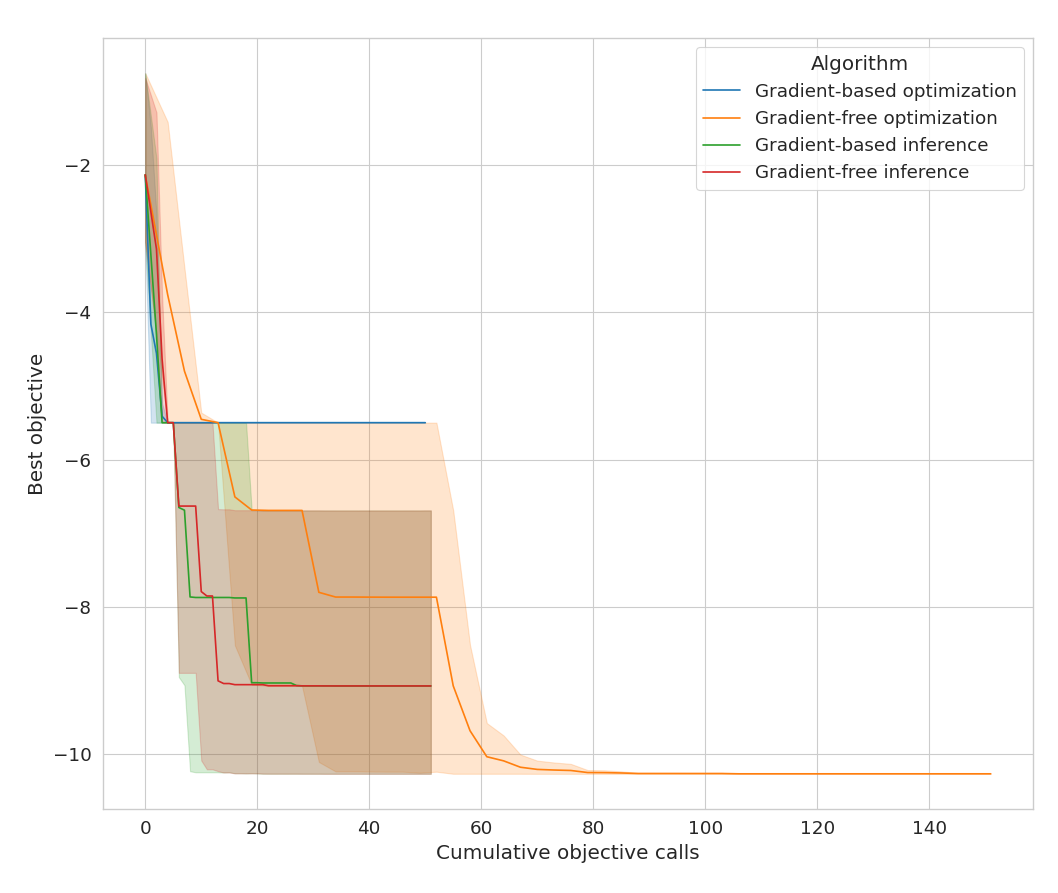 Algorithm
Gradient-based optimization
Gradient-free optimization
Gradient-based inference
Gradient-free inference
Best objective
−2
−4
−6
−8
−10
0 20 40 60 80 100 120 140
Cumulative objective calls